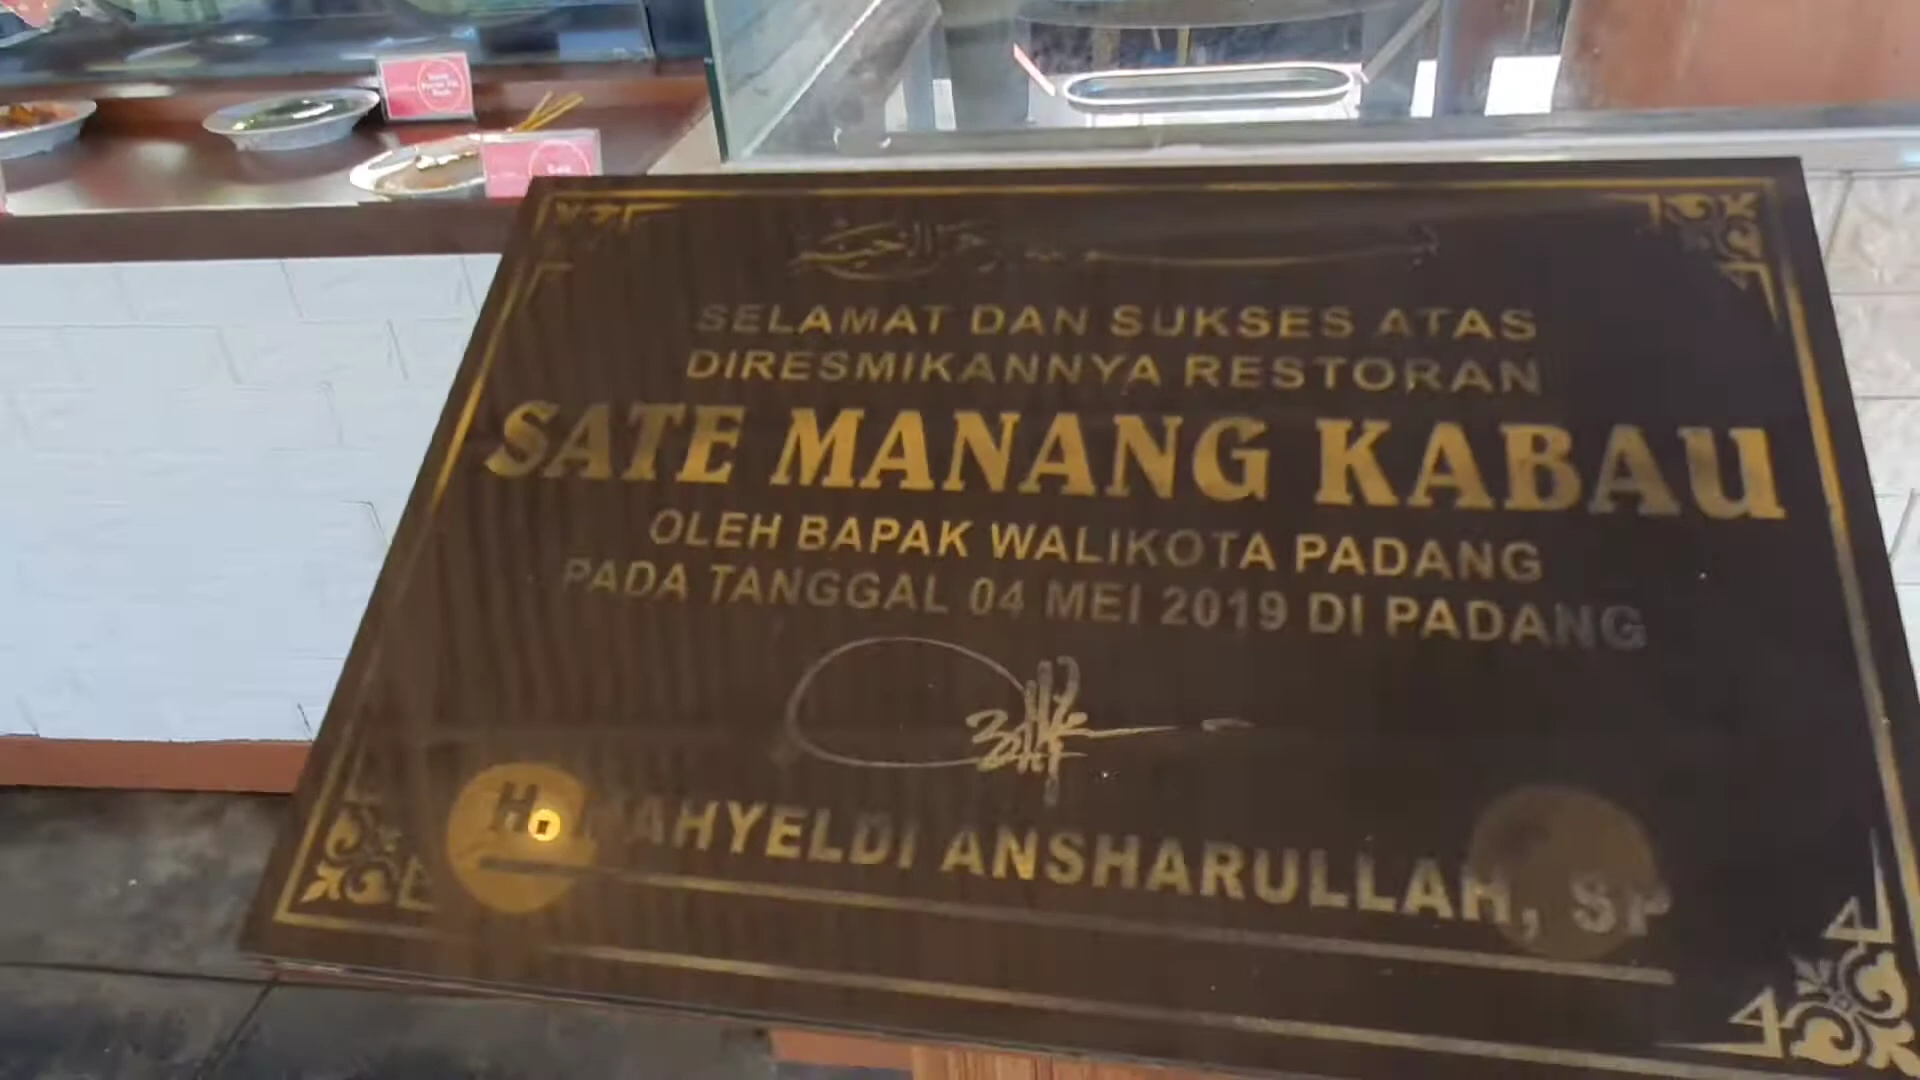 SELAMAT DAN SUKSES ATAS
DIRESMIKANNYA RESTORAN
SATE MANANG KABAU
OLEH BAPAK WALIKOTA PADANG
PADA TANGGAL 04 MEI 2019 DI PADANG
H. MAHYELDI ANSHARULLAH, SP